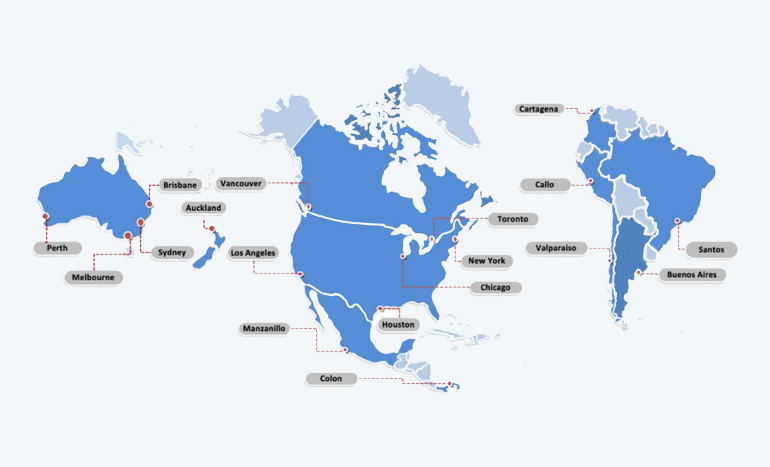 Cartagena
Brisbane
Vancouver
Callo
Auckland
Toronto
Perth
Sydney
Los Angeles
Valparaiso
Santos
New York
Melbourne
Buenos Aires
Chicago
Manzanillo
Houston
Colon